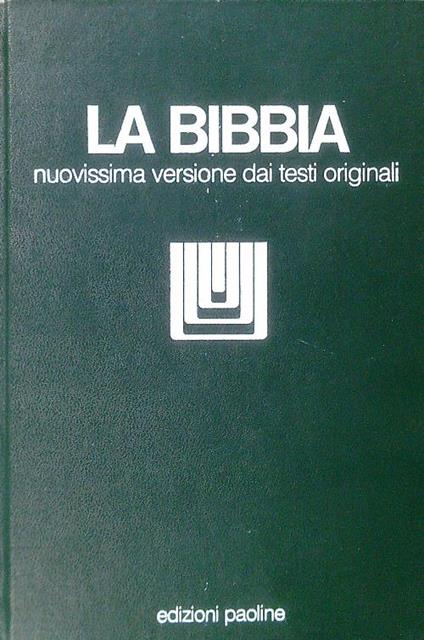 LA BIBBIA
nuovissima versione dai testi originali
edizioni paoline